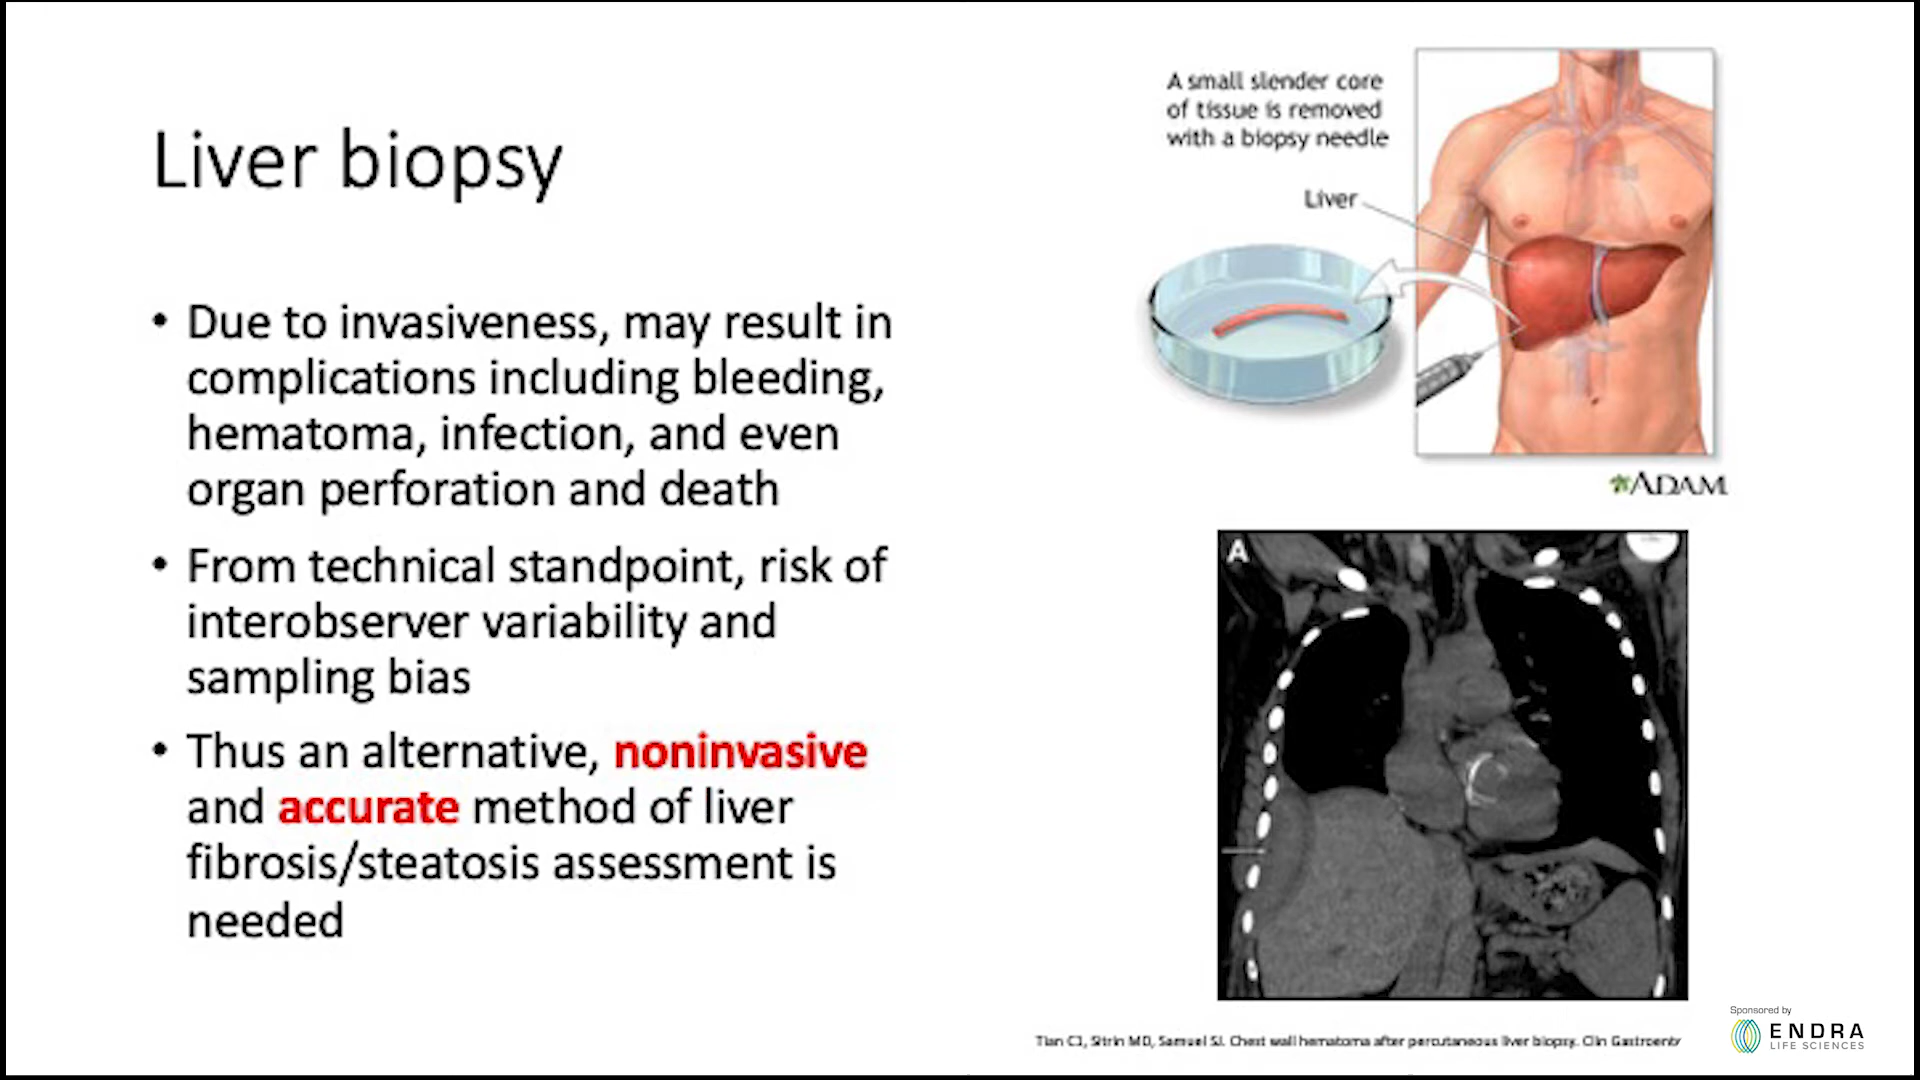 Liver biopsy
• Due to invasiveness, may result in
complications including bleeding,
hematoma, infection, and even
organ perforation and death
• From technical standpoint, risk of
interobserver variability and
sampling bias
• Thus an alternative, noninvasive
and accurate method of liver
fibrosis/steatosis assessment is
needed
A small slender core
of tissue is removed
with a biopsy needle
Liver
ADAM
A
Tian CJ, Sitrin MD, Samuel SJ. Chest wall hematoma after percutaneous liver biopsy. Clin Gastroentr
Sponsored by
ENDRA
LIFE SCIENCES